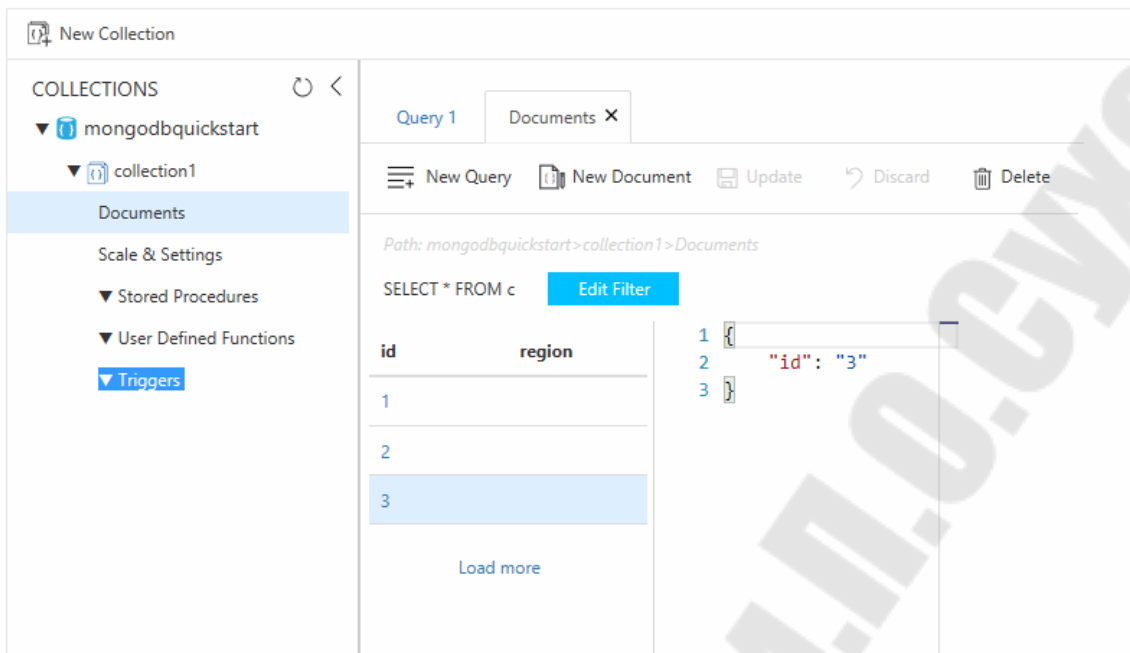 New Collection
COLLECTIONS
mongodbquickstart
collection1
Documents
Scale & Settings
Stored Procedures
User Defined Functions
Triggers
Query 1
Documents
New Query
New Document
Update
Discard
Delete
Path: mongodbquickstart>collection1>Documents
SELECT * FROM c
Edit Filter
id region
1
2
3
Load more
1 {
2 "id": "3"
3 }